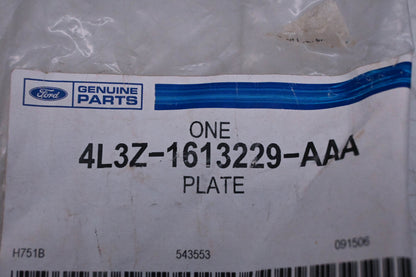 Ford
GENUINE
PARTS
ONE
4L3Z-1613229-AAA
PLATE
H751B
543553
091506